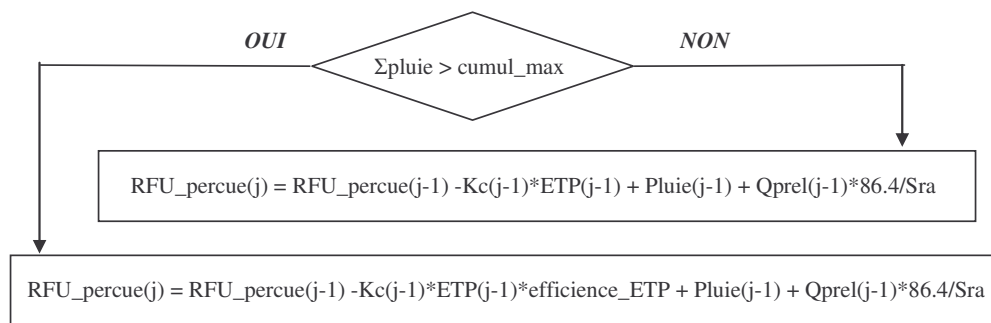 OUI
NON
Σpluie > cumul_max
RFU_percue(j) = RFU_percue(j-1) -Kc(j-1)*ETP(j-1) + Pluie(j-1) + Qprel(j-1)*86.4/Sra
RFU_percue(j) = RFU_percue(j-1) -Kc(j-1)*ETP(j-1)*efficience_ETP + Pluie(j-1) + Qprel(j-1)*86.4/Sra